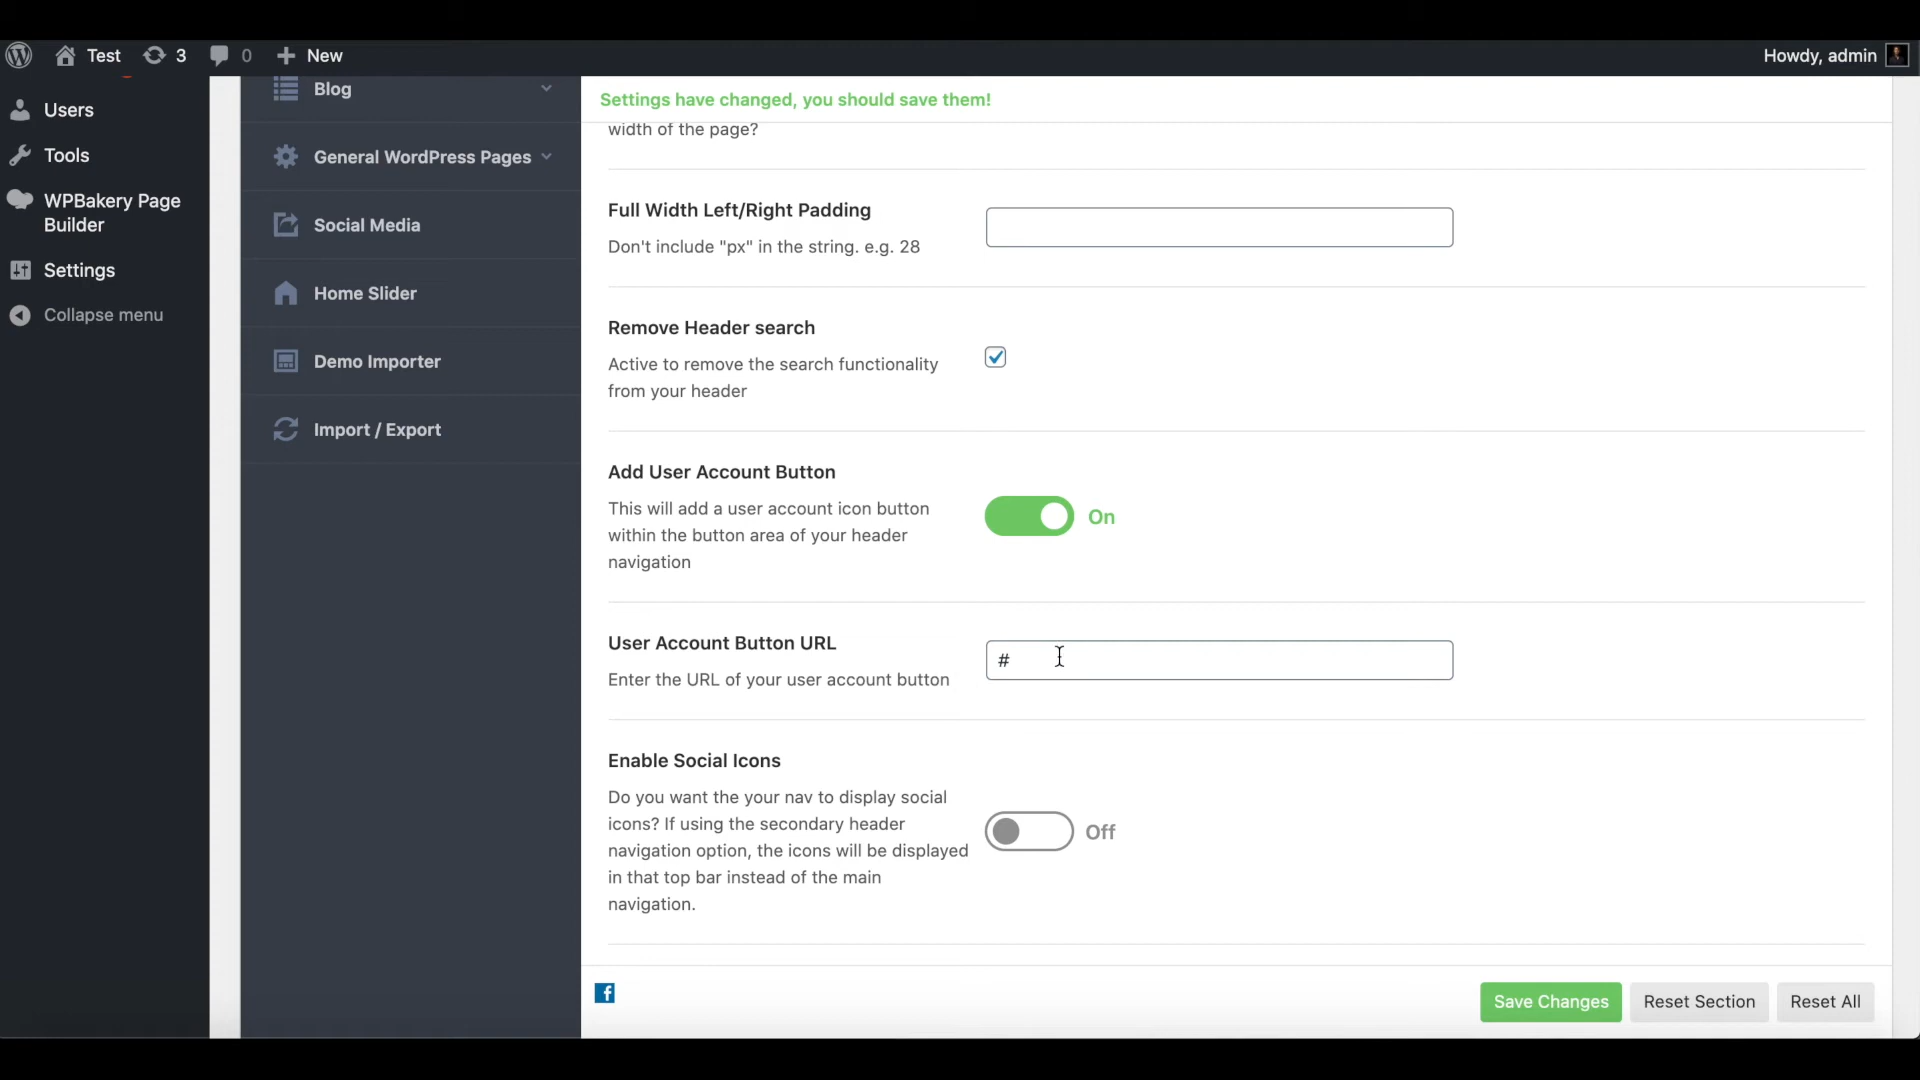 Test
3
0
New
Howdy, admin
Users
Tools
WPBakery Page
Builder
Settings
Collapse menu
Blog
General WordPress Pages
Social Media
Home Slider
Demo Importer
Import / Export
Settings have changed, you should save them!
width of the page?
Full Width Left/Right Padding
Don't include "px" in the string. e.g. 28
Remove Header search
Active to remove the search functionality
from your header
Add User Account Button
This will add a user account icon button
within the button area of your header
navigation
On
User Account Button URL
Enter the URL of your user account button
#
Enable Social Icons
Do you want the your nav to display social
icons? If using the secondary header
navigation option, the icons will be displayed
in that top bar instead of the main
navigation.
Off
Save Changes
Reset Section
Reset All